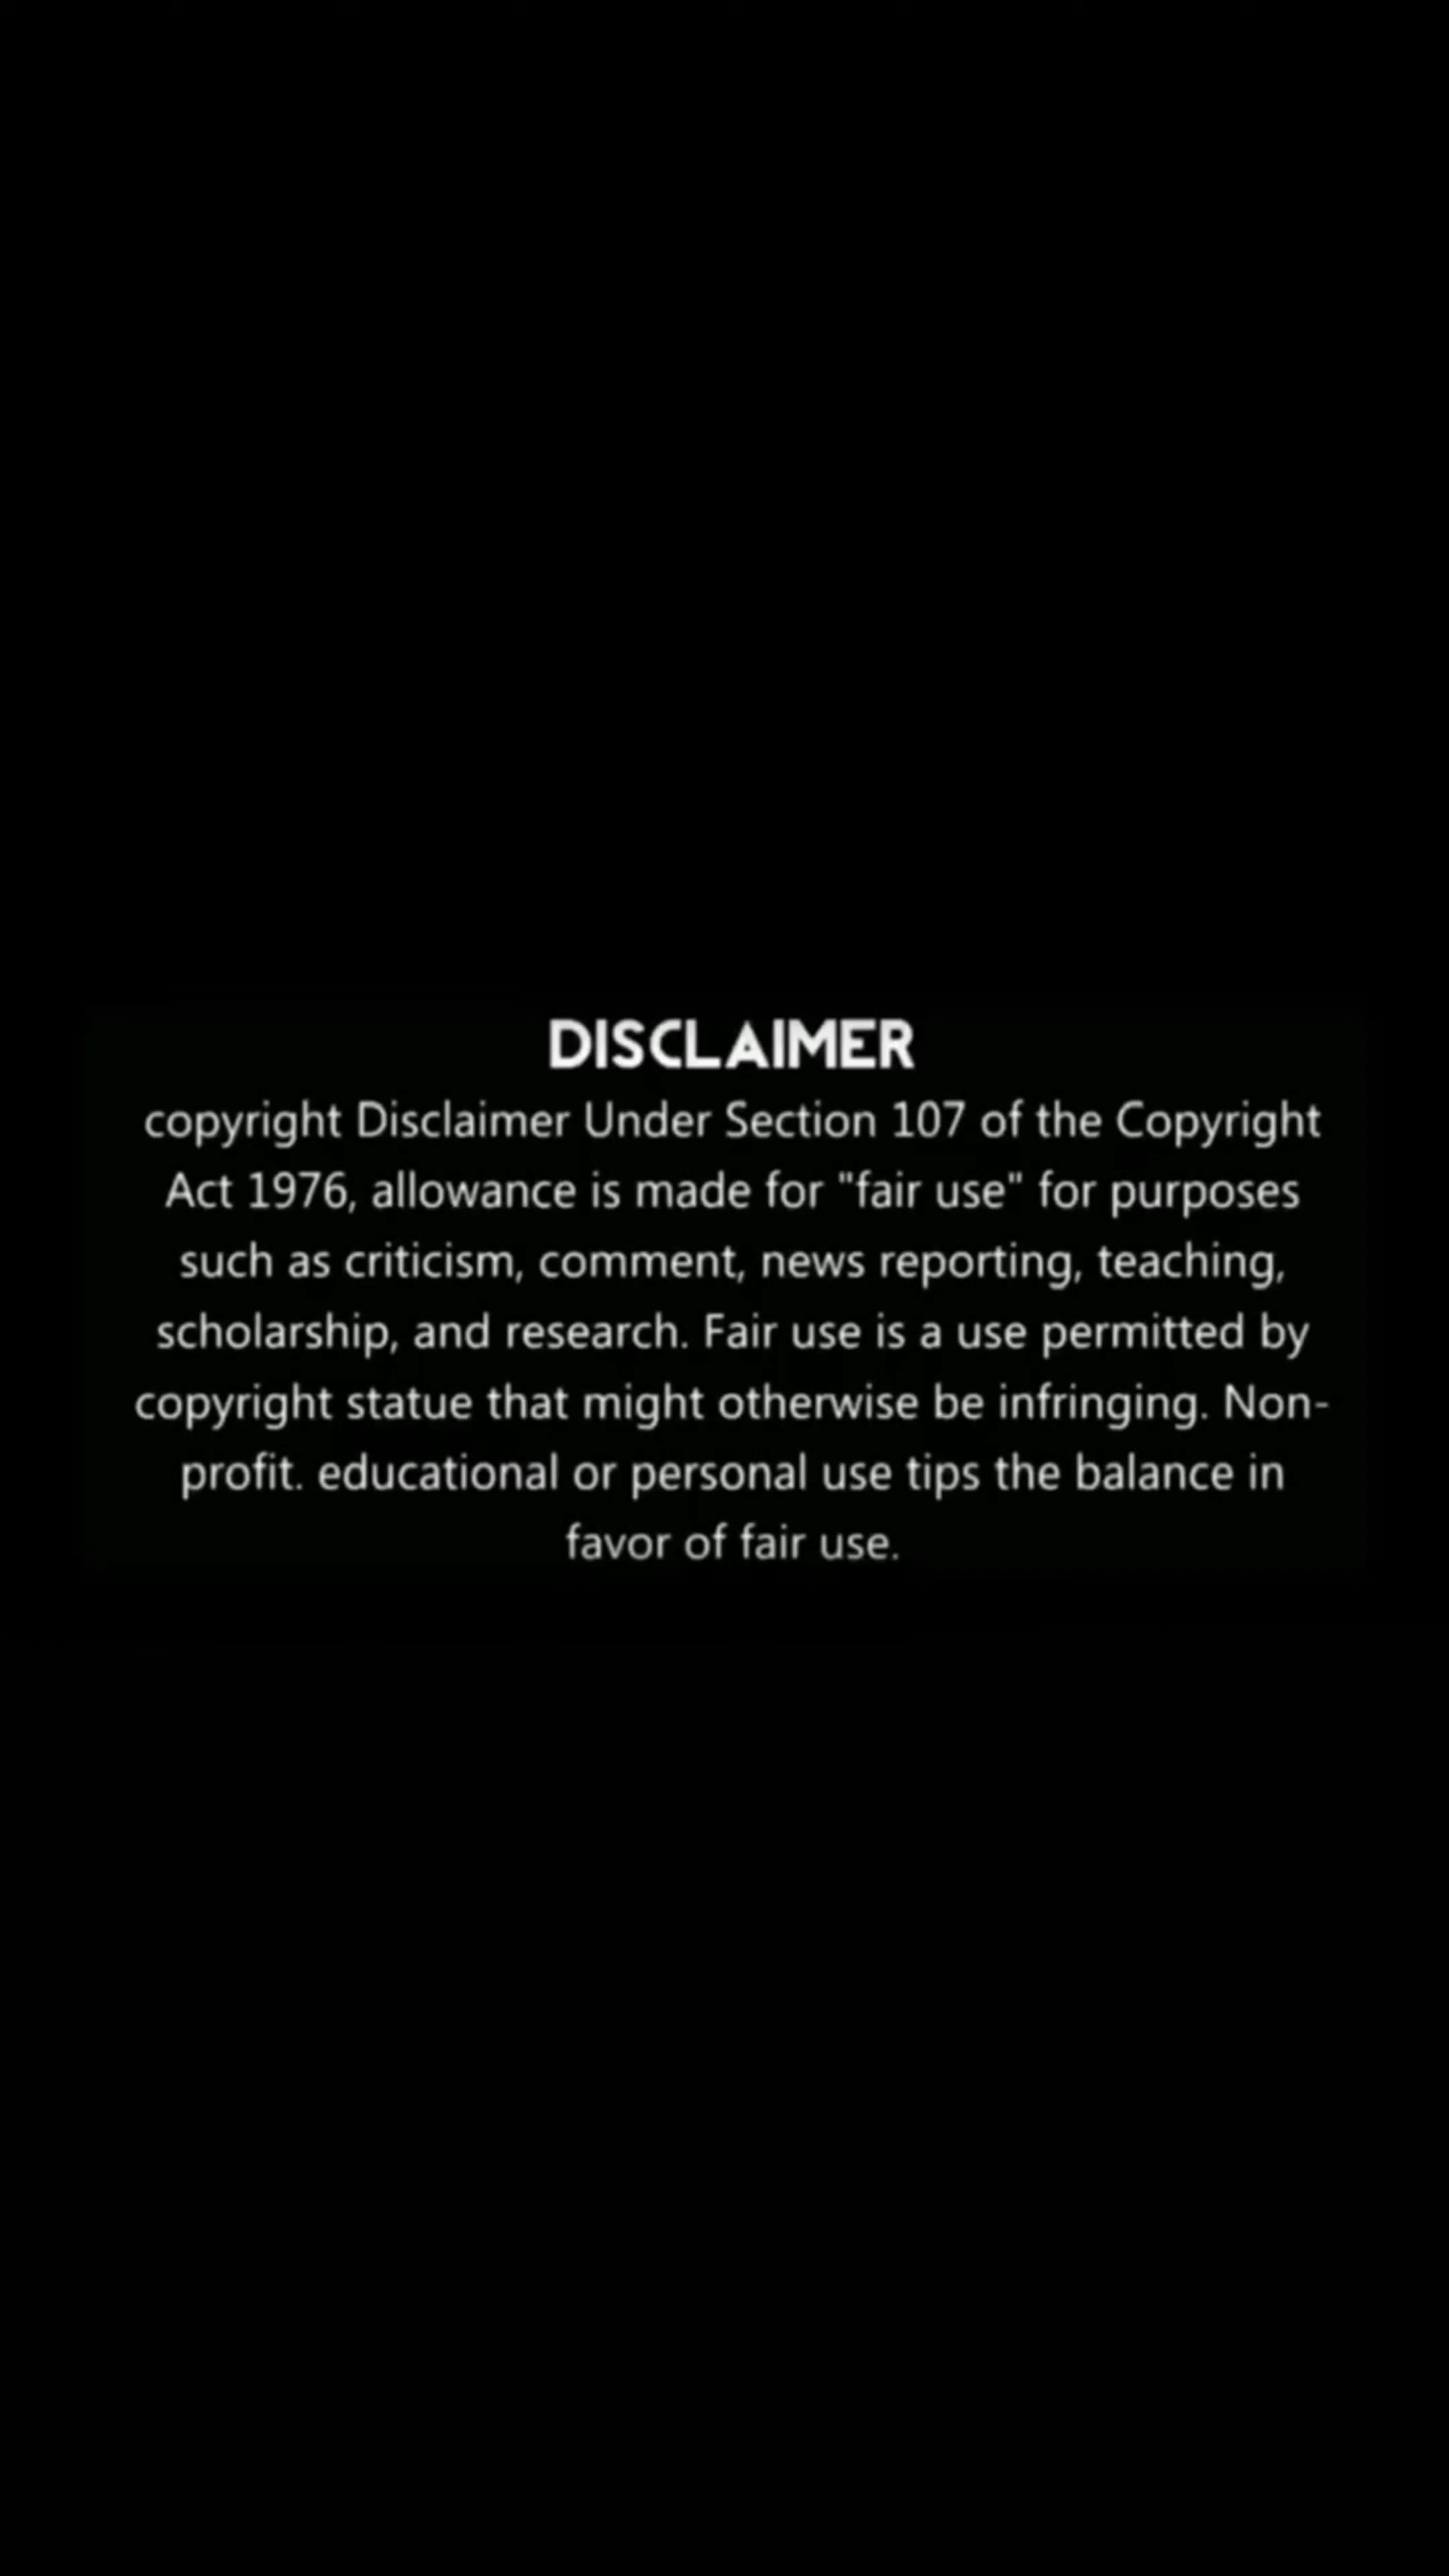 DISCLAIMER
copyright Disclaimer Under Section 107 of the Copyright
Act 1976, allowance is made for "fair use" for purposes
such as criticism, comment, news reporting, teaching,
scholarship, and research. Fair use is a use permitted by
copyright statue that might otherwise be infringing. Non-
profit. educational or personal use tips the balance in
favor of fair use.